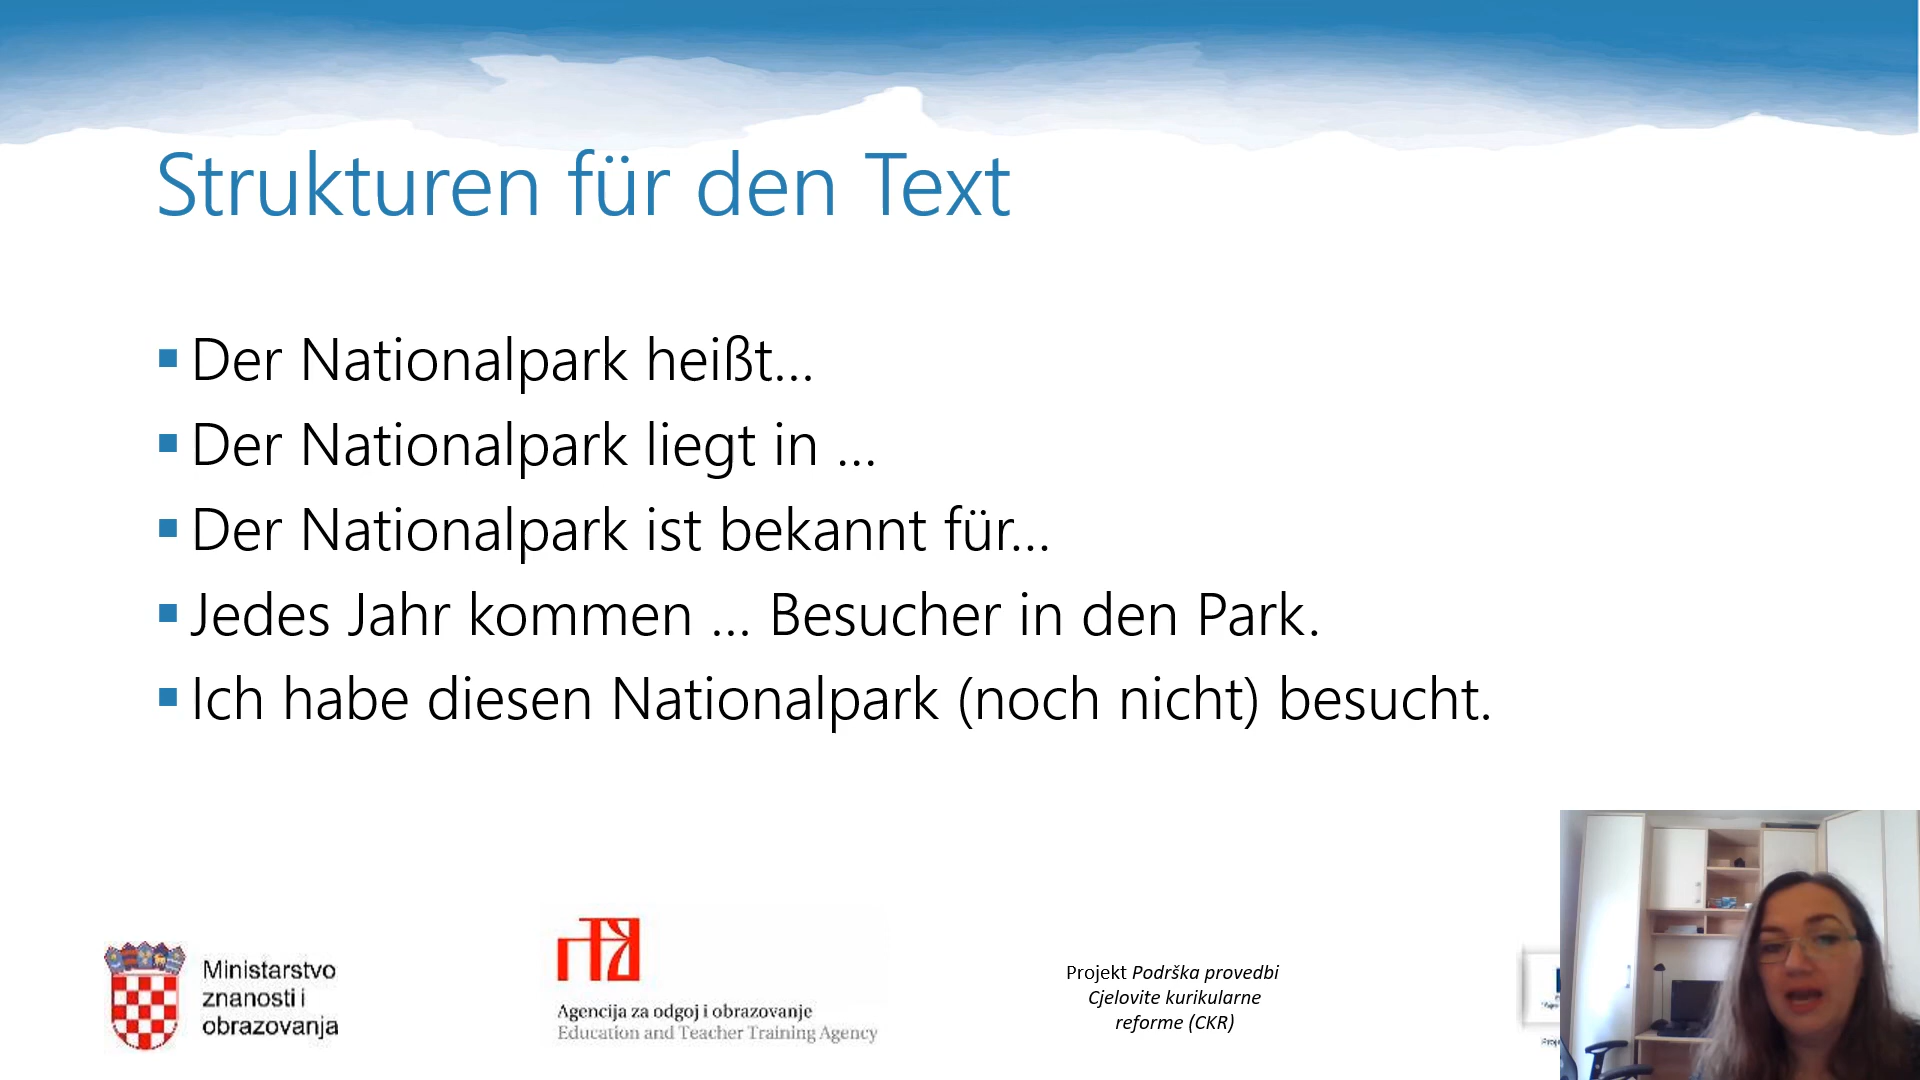 Strukturen für den Text
Der Nationalpark heißt...
Der Nationalpark liegt in ...
Der Nationalpark ist bekannt für...
Jedes Jahr kommen ... Besucher in den Park.
Ich habe diesen Nationalpark (noch nicht) besucht.
Ministarstvo
znanosti i
obrazovanja
Agencija za odgoj i obrazovanje
Education and Teacher Training Agency
Projekt Podrška provedbi
Cjelovite kurikularne
reforme (CKR)